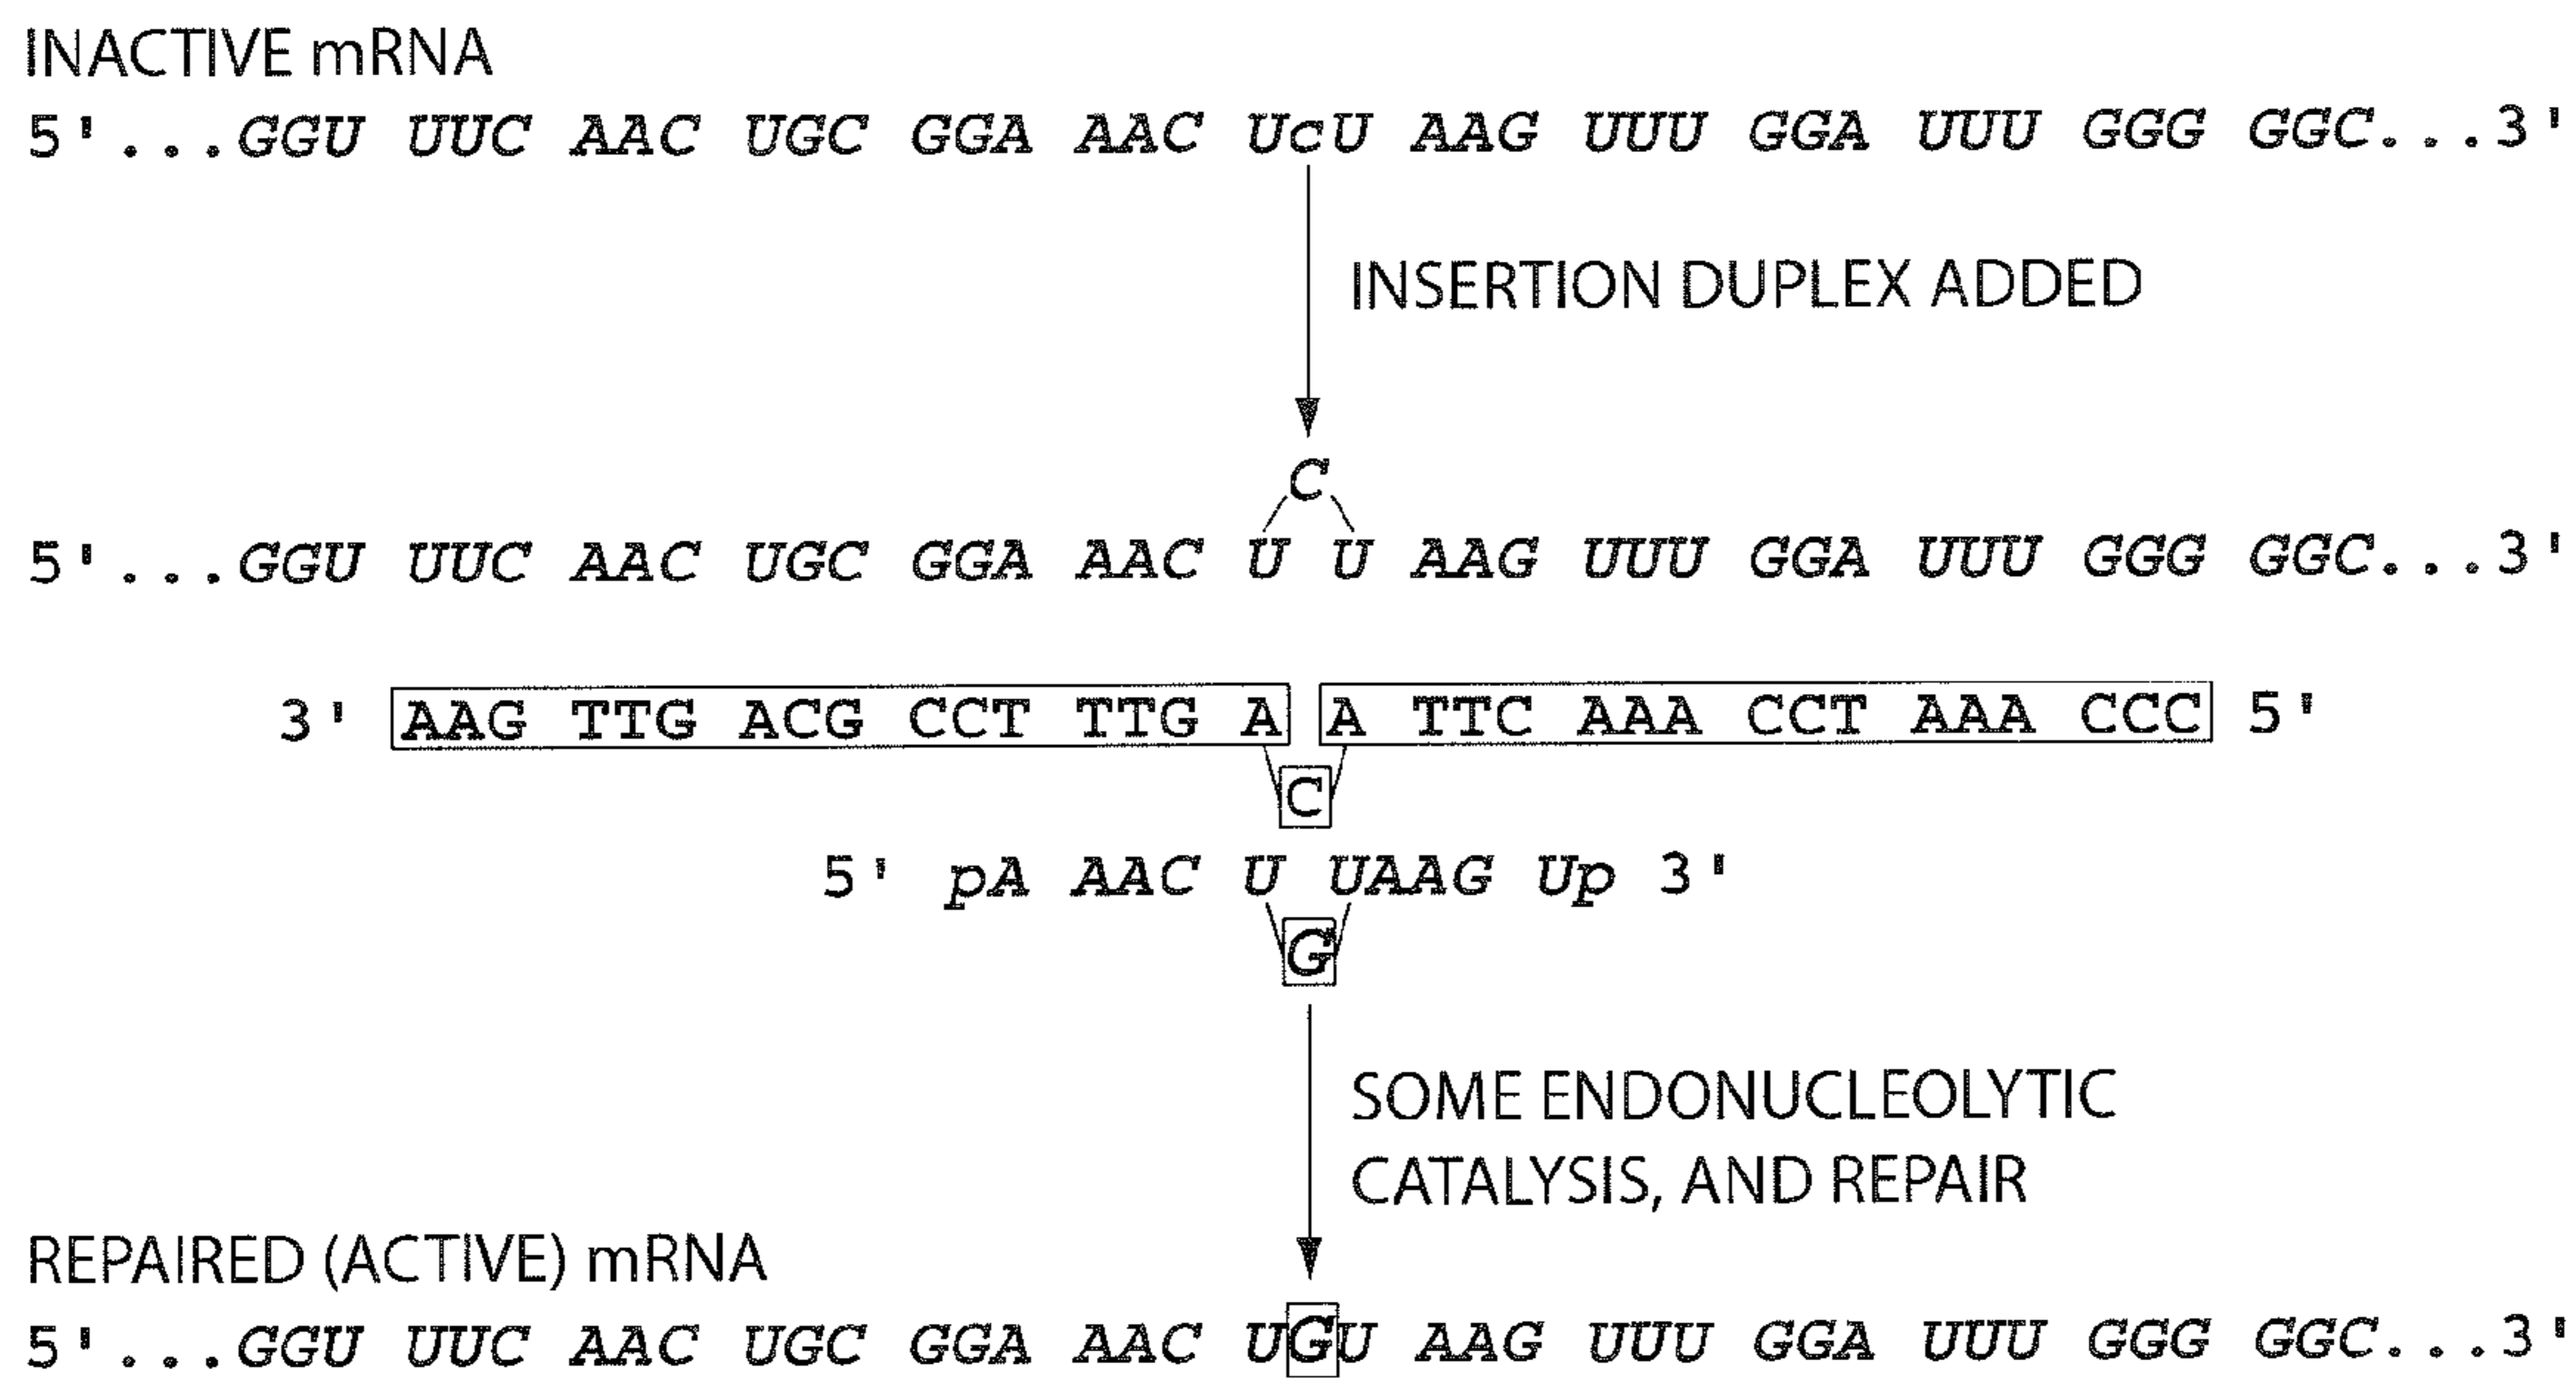 INACTIVE mRNA
5'...GGU UUC AAC UGC GGA AAC UcU AAG UUU GGA UUU GGG GGC...3'
INSERTION DUPLEX ADDED
C
5'...GGU UUC AAC UGC GGA AAC U U AAG UUU GGA UUU GGG GGC...3'
3' AAG TTG ACG CCT TTG A A TTC AAA CCT AAA CCC 5'
C
5' pA AAC U UAAG Up 3'
G
SOME ENDONUCLEOLYTIC
CATALYSIS, AND REPAIR
REPAIRED (ACTIVE) mRNA
5'...GGU UUC AAC UGC GGA AAC UGU AAG UUU GGA UUU GGG GGC...3'